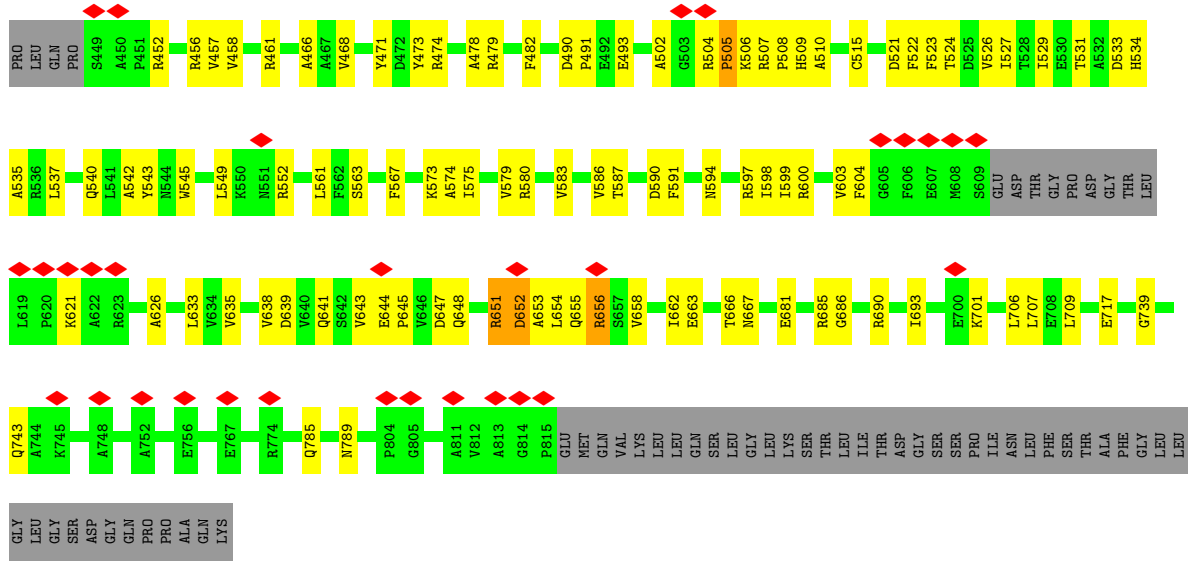 PRO LEU GLN PRO S449 A450 P451 R452 R456 V457 V458 R461 A466 A467 V468 Y471 D472 Y473 R474 A478 R479 F482 D490 P491 E492 E493 A502 G503 R504 P505 K506 R507 P508 H509 A510 C515 D521 F522 F523 T524 D525 V526 I527 T528 I529 E530 T531 A532 D533 H534
A535 R536 L537 Q540 L541 A542 Y543 N544 W545 L549 K550 N551 R552 L561 F562 S563 F567 K573 A574 I575 V579 R580 V583 V586 T587 D590 F591 N594 R597 I598 I599 R600 V603 F604 G605 F606 E607 M608 S609 GLU ASP THR GLY PRO ASP GLY THR LEU
L619 P620 K621 A622 R623 A626 L633 V634 V635 V638 D639 V640 Q641 S642 V643 E644 P645 V646 D647 Q648 R651 D652 A653 L654 Q655 R656 S657 V658 I662 E663 T666 N667 E681 R685 G686 R690 I693 E700 K701 L706 L707 E708 L709 E717 G739
Q743 A744 K745 A748 A752 E756 E767 R774 Q785 N789 P804 G805 A811 V812 A813 G814 P815 GLU MET GLN VAL LYS LEU LEU GLN SER LEU GLY LEU LYS SER THR LEU ILE THR ASP GLY SER SER PRO ILE ASN LEU PHE SER THR ALA PHE GLY LEU LEU
GLY LEU GLY SER ASP GLY GLN PRO PRO ALA GLN LYS